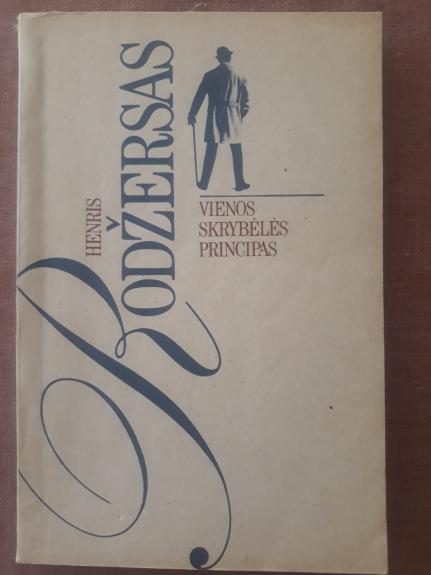 HENRIS
RODŽERSAS
VIENOS
SKRYBĖLĖS
PRINCIPAS